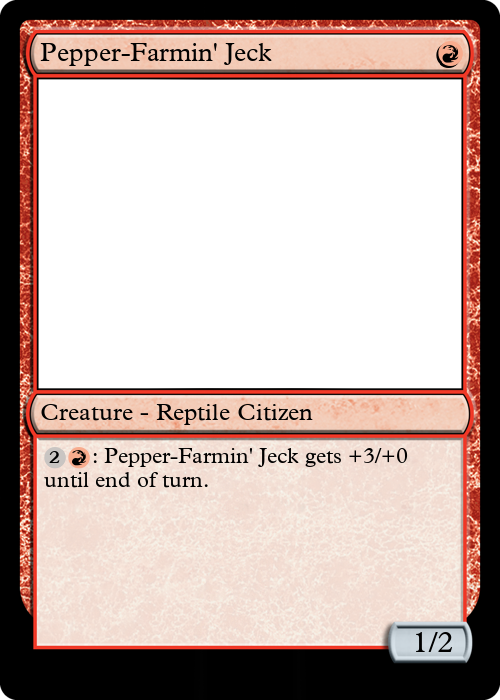 Pepper-Farmin' Jeck
Creature - Reptile Citizen
2 : Pepper-Farmin' Jeck gets +3/+0
until end of turn.
1/2